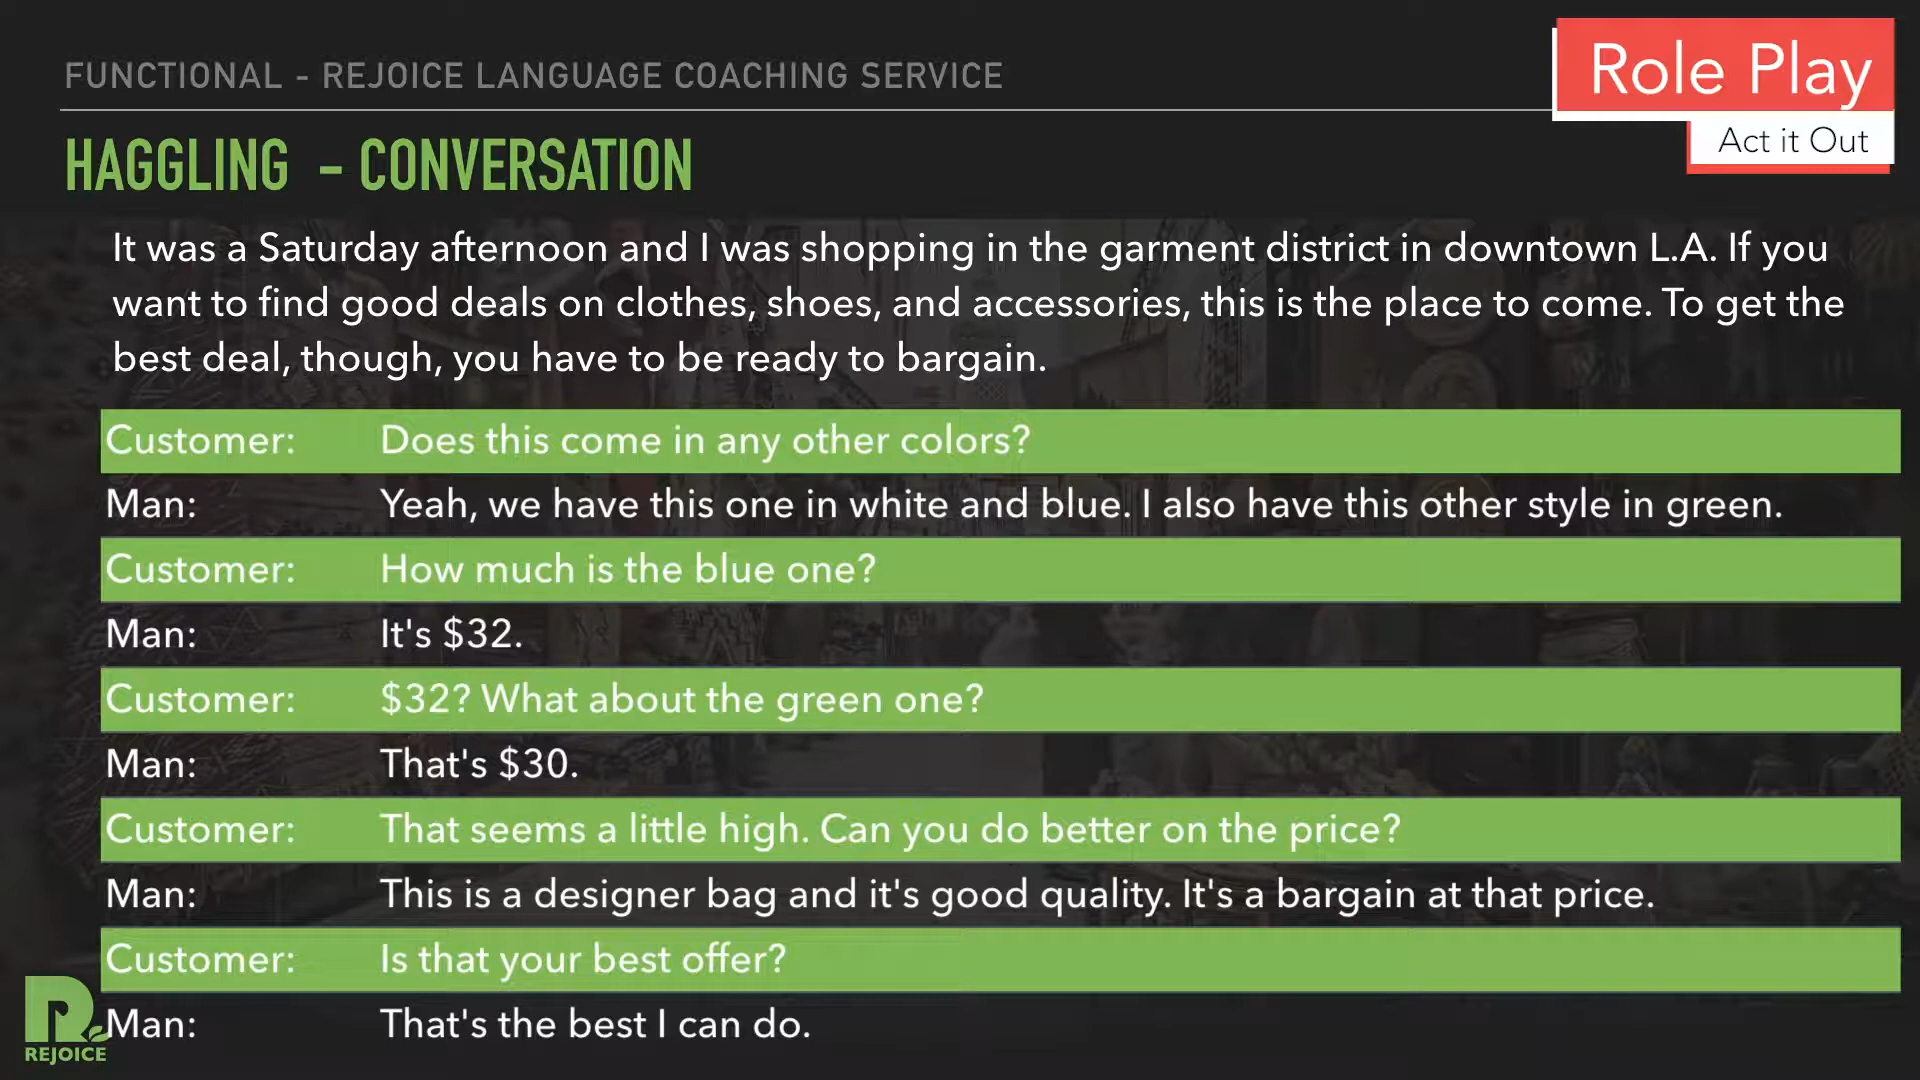 FUNCTIONAL - REJOICE LANGUAGE COACHING SERVICE
Role Play
Act it Out
HAGGLING - CONVERSATION
It was a Saturday afternoon and I was shopping in the garment district in downtown L.A. If you
want to find good deals on clothes, shoes, and accessories, this is the place to come. To get the
best deal, though, you have to be ready to bargain.
Customer: Does this come in any other colors?
Man: Yeah, we have this one in white and blue. I also have this other style in green.
Customer: How much is the blue one?
Man: It's $32.
Customer: $32? What about the green one?
Man: That's $30.
Customer: That seems a little high. Can you do better on the price?
Man: This is a designer bag and it's good quality. It's a bargain at that price.
Customer: Is that your best offer?
Man: That's the best I can do.
REJOICE